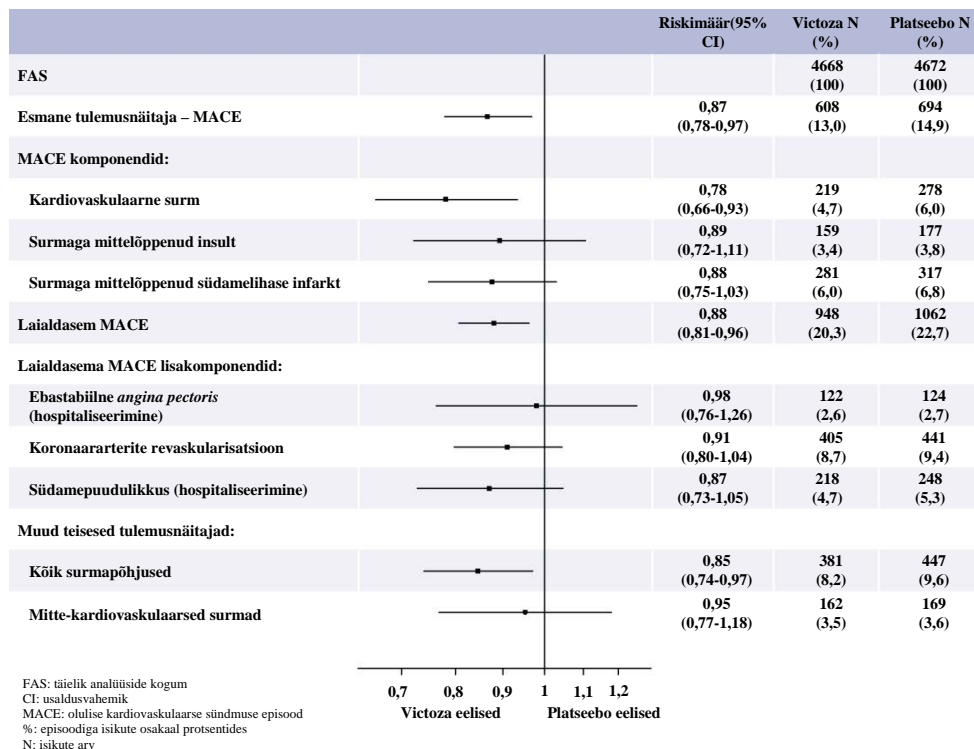 Riskimäär(95% CI) Victoza N (%) Platseebo N (%)
FAS 4668 (100) 4672 (100)
Esmane tulemusnäitaja – MACE 0,87 (0,78-0,97) 608 (13,0) 694 (14,9)
MACE komponendid:
Kardiovaskulaarne surm 0,78 (0,66-0,93) 219 (4,7) 278 (6,0)
Surmaga mittelõppenud insult 0,89 (0,72-1,11) 159 (3,4) 177 (3,8)
Surmaga mittelõppenud südamelihase infarkt 0,88 (0,75-1,03) 281 (6,0) 317 (6,8)
Laialdasem MACE 0,88 (0,81-0,96) 948 (20,3) 1062 (22,7)
Laialdasema MACE lisakomponendid:
Ebastabiilne angina pectoris (hospitaliseerimine) 0,98 (0,76-1,26) 122 (2,6) 124 (2,7)
Koronaararterite revaskularisatsioon 0,91 (0,80-1,04) 405 (8,7) 441 (9,4)
Südamepuudulikkus (hospitaliseerimine) 0,87 (0,73-1,05) 218 (4,7) 248 (5,3)
Muud teisesed tulemusnäitajad:
Kõik surmapõhjused 0,85 (0,74-0,97) 381 (8,2) 447 (9,6)
Mitte-kardiovaskulaarsed surmad 0,95 (0,77-1,18) 162 (3,5) 169 (3,6)
0,7 0,8 0,9 1 1,1 1,2
Victoza eelised Platseebo eelised
FAS: täielik analüüside kogum
CI: usaldusvahemik
MACE: olulise kardiovaskulaarse sündmuse episood
%: episoodiga isikute osakaal protsentides
N: isikute arv